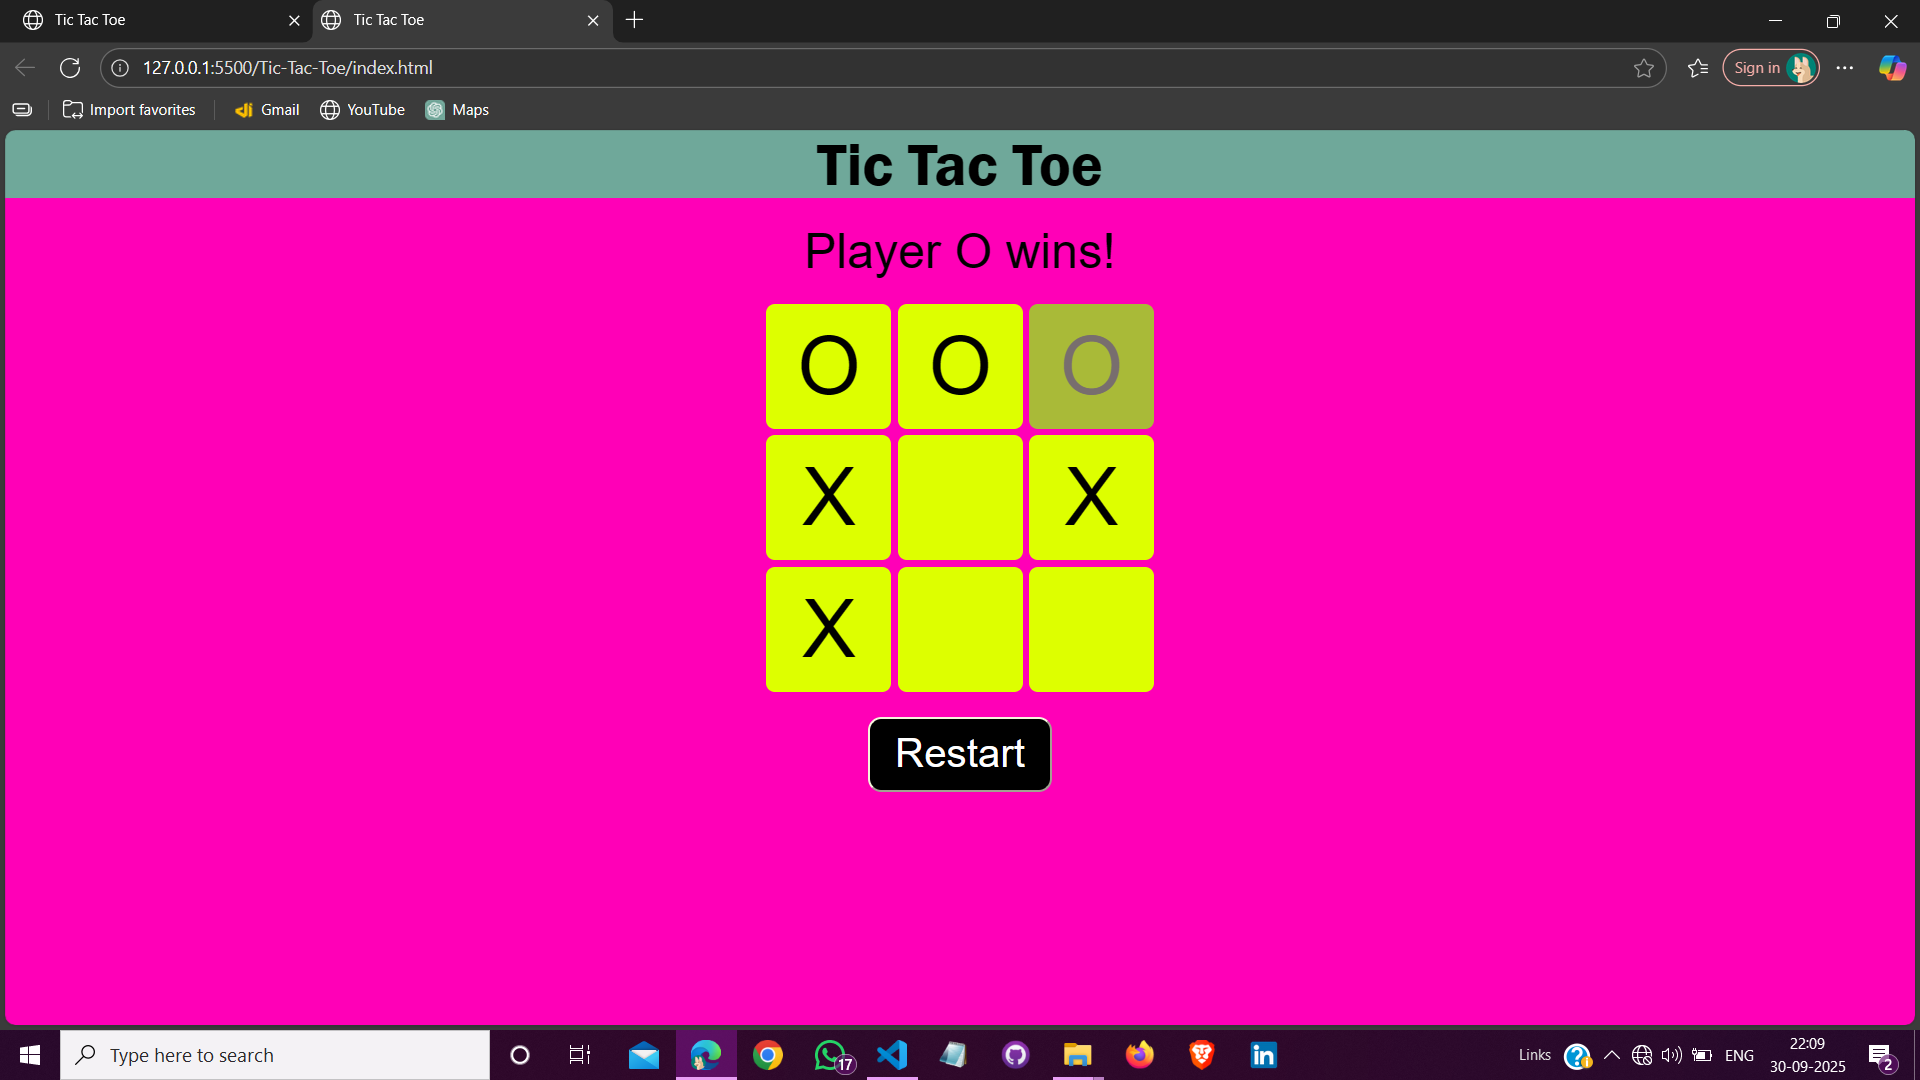 Tic Tac Toe
Tic Tac Toe
127.0.0.1:5500/Tic-Tac-Toe/index.html
Sign in
Import favorites
Gmail
YouTube
Maps
Tic Tac Toe
Player O wins!
O O O
X X
X
Restart
Type here to search
17
Links
ENG
22:09
30-09-2025
2